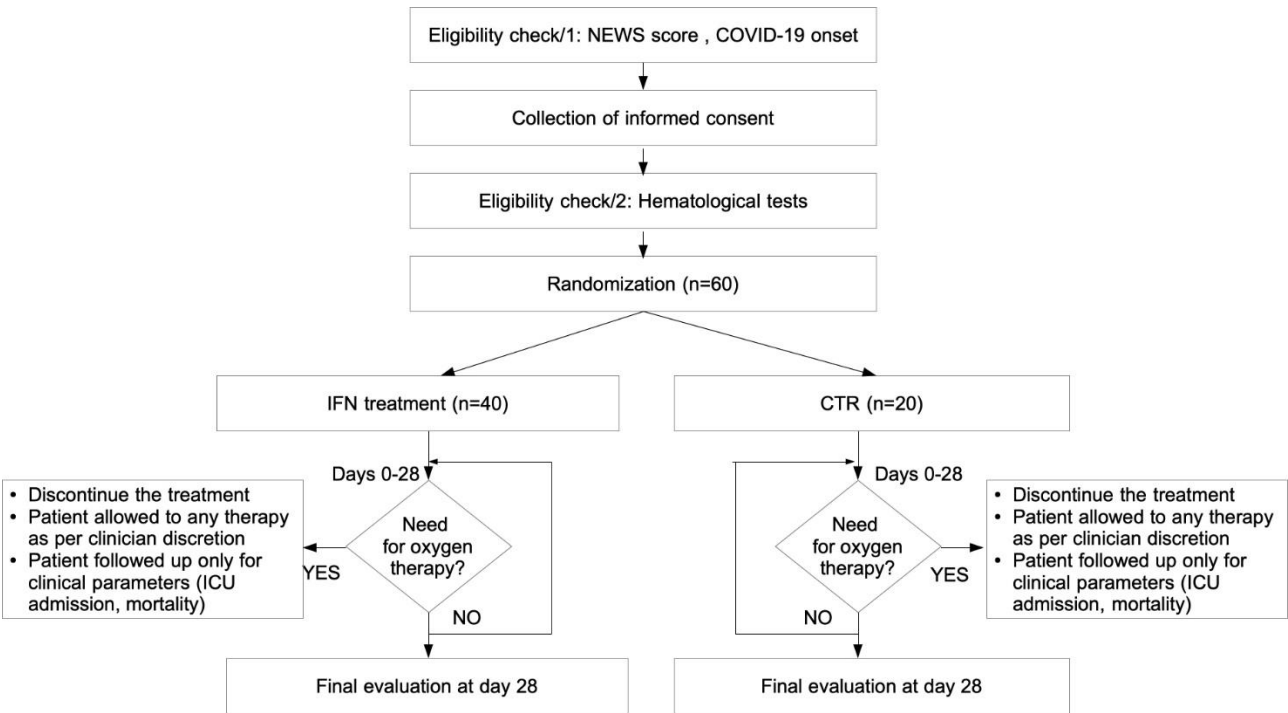 Eligibility check/1: NEWS score , COVID-19 onset
Collection of informed consent
Eligibility check/2: Hematological tests
Randomization (n=60)
IFN treatment (n=40)
CTR (n=20)
Days 0-28
Days 0-28
• Discontinue the treatment
• Patient allowed to any therapy
as per clinician discretion
• Patient followed up only for
clinical parameters (ICU
admission, mortality)
YES
Need
for oxygen
therapy?
NO
Need
for oxygen
therapy?
YES
NO
• Discontinue the treatment
• Patient allowed to any therapy
as per clinician discretion
• Patient followed up only for
clinical parameters (ICU
admission, mortality)
Final evaluation at day 28
Final evaluation at day 28